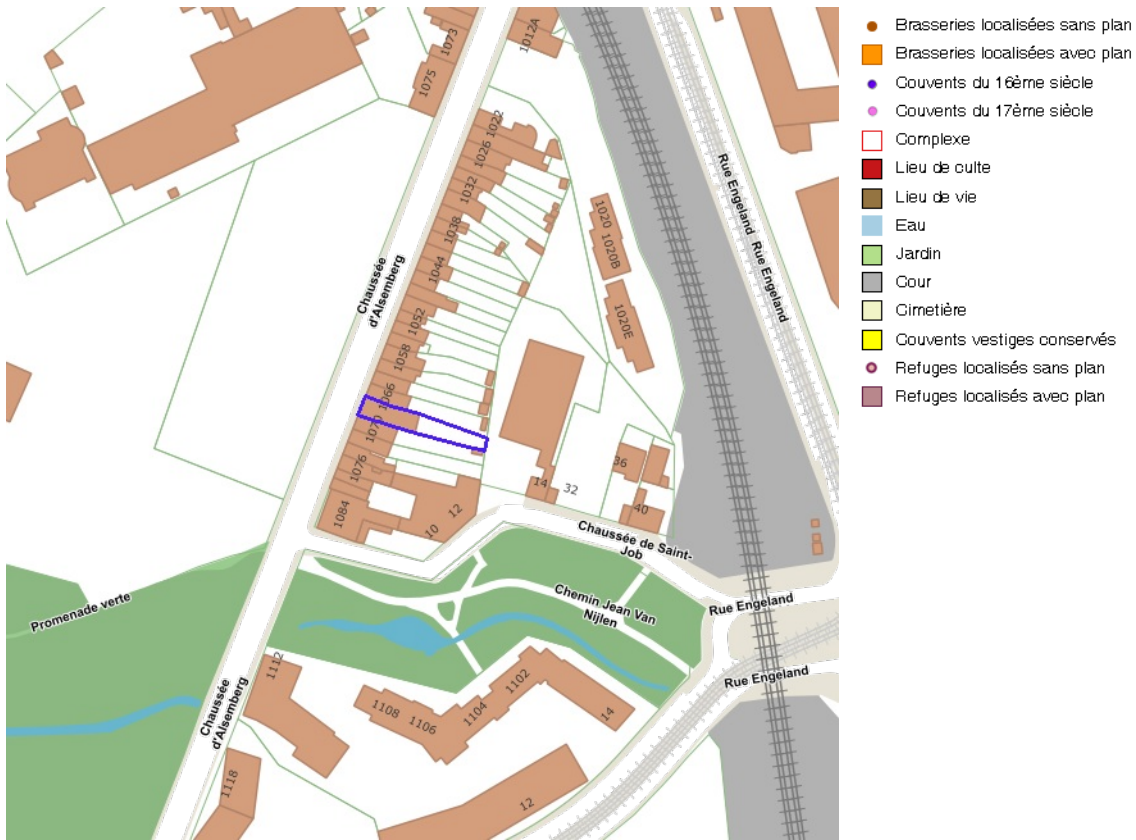 1073
1012A
1075
1022
1026
1032
1038
1044
1052
1058
1066
1070
1076
1084
Chaussée
d'Alsemberg
1020
1020B
1020E
Rue Engeland
Rue Engeland
36
14
32
40
12
10
Chaussée de Saint-
Job
Chemin Jean Van
Nijlen
Rue Engeland
Rue Engeland
Promenade verte
Chaussée
d'Alsemberg
1112
1102
1108
1106
1104
14
1118
12
Brasseries localisées sans plan
Brasseries localisées avec plan
Couvents du 16ème siècle
Couvents du 17ème siècle
Complexe
Lieu de culte
Lieu de vie
Eau
Jardin
Cour
Cimetière
Couvents vestiges conservés
Refuges localisés sans plan
Refuges localisés avec plan